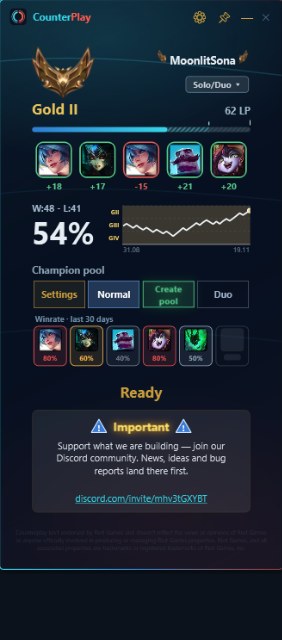 CounterPlay
MoonlitSona
Solo/Duo
Gold II
62 LP
+18 +17 -15 +21 +20
W:48 - L:41
54%
GII
GIII
GIV
31.08 19.11
Champion pool
Settings Normal Create pool Duo
Winrate - last 30 days
80% 60% 40% 80% 50%
Ready
Important
Support what we are building — join our
Discord community. News, ideas and bug
reports land there first.
discord.com/invite/mhv3tGXYBT